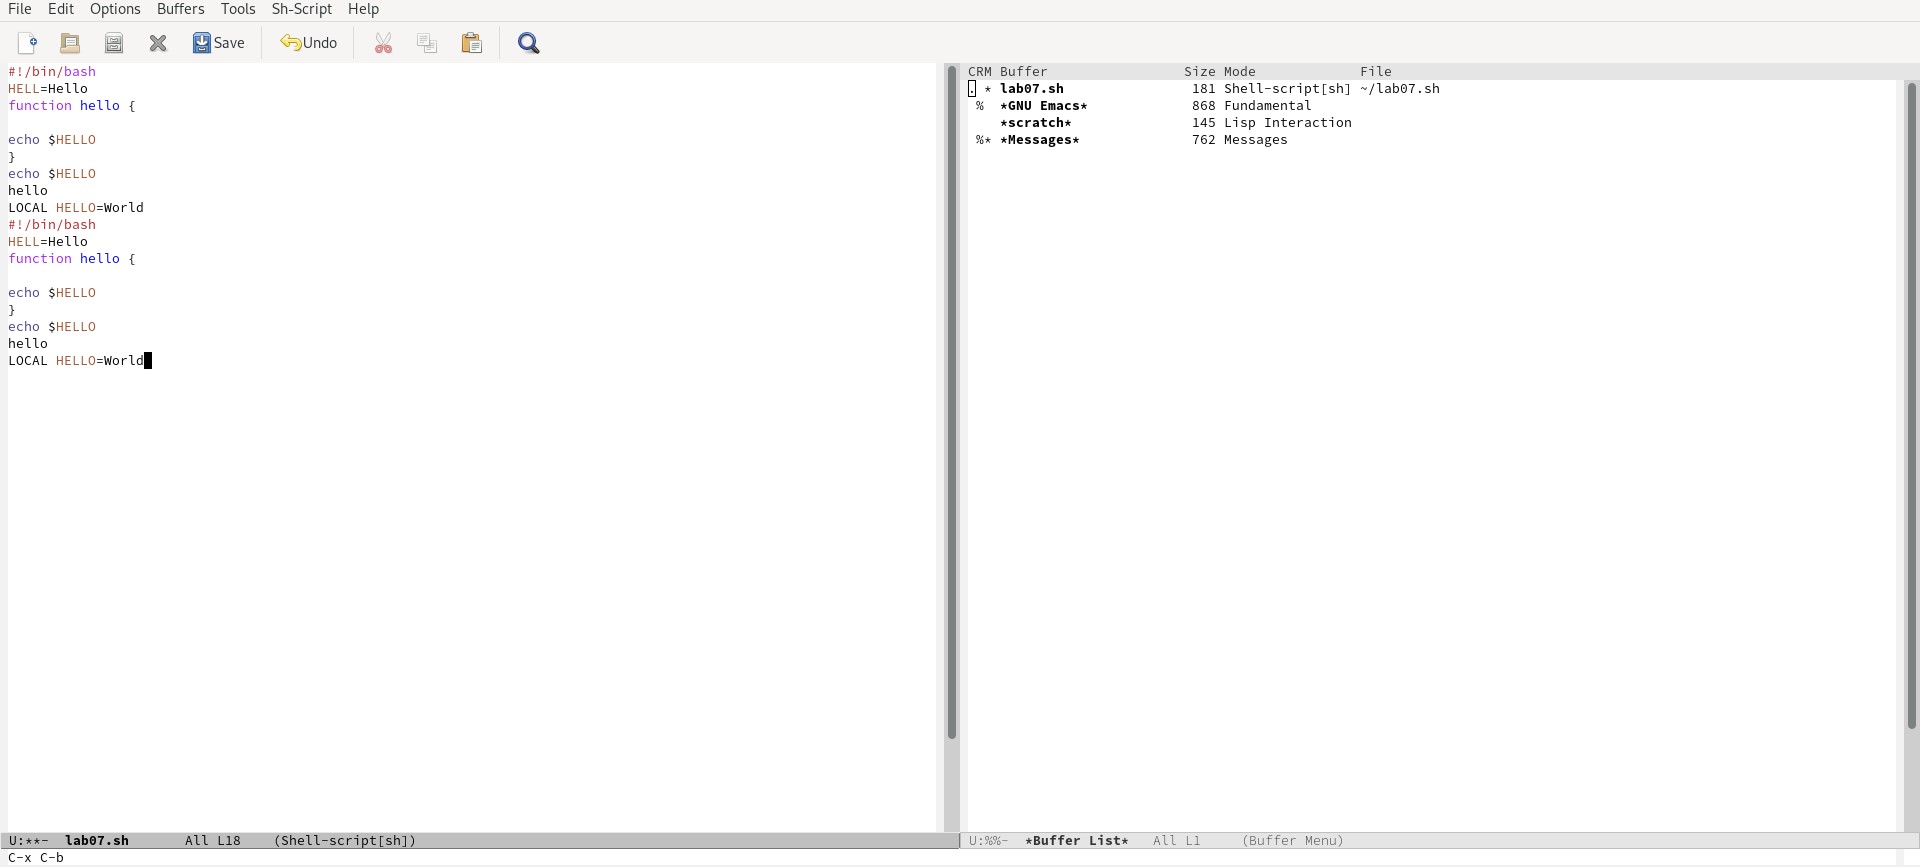 File Edit Options Buffers Tools Sh-Script Help
Save Undo
#!/bin/bash
HELL=Hello
function hello {
echo $HELLO
}
echo $HELLO
hello
LOCAL HELLO=World
#!/bin/bash
HELL=Hello
function hello {
echo $HELLO
}
echo $HELLO
hello
LOCAL HELLO=World
U:**- lab07.sh All L18 (Shell-script[sh])
CRM Buffer Size Mode File
. * lab07.sh 181 Shell-script[sh] ~/lab07.sh
% *GNU Emacs* 868 Fundamental
*scratch* 145 Lisp Interaction
%* *Messages* 762 Messages
U:%%- *Buffer List* All L1 (Buffer Menu)
C-x C-b